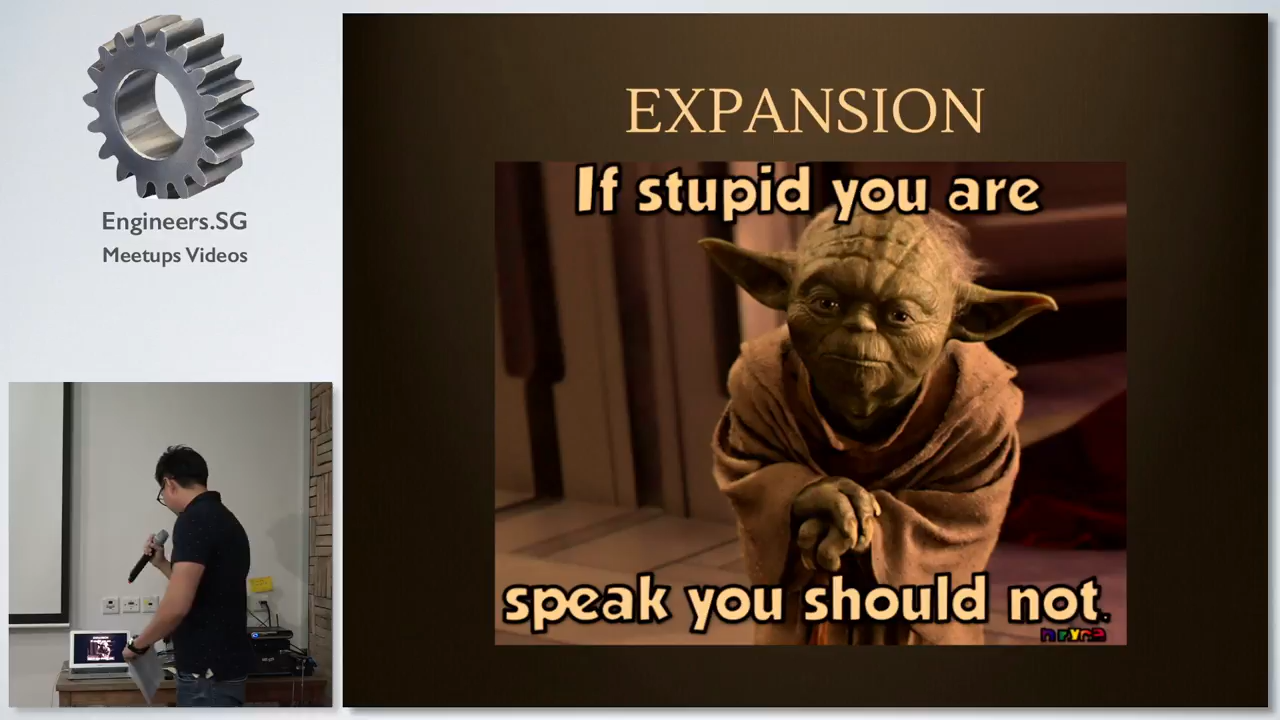 Engineers.SG
Meetups Videos
EXPANSION
If stupid you are
speak you should not.